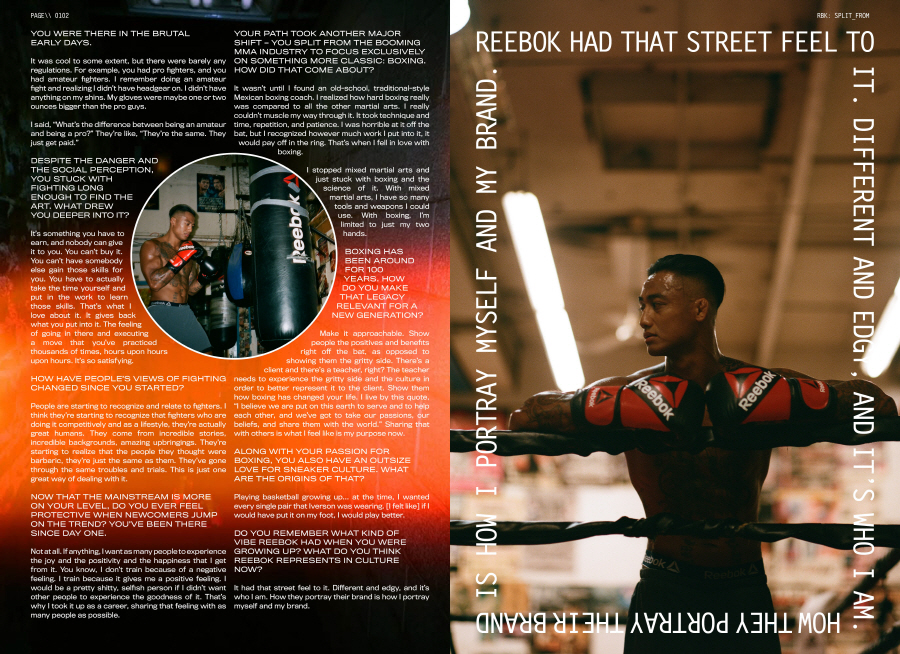 PAGE\\ 0102
YOU WERE THERE IN THE BRUTAL
EARLY DAYS.
It was cool to some extent, but there were barely any
regulations. For example, you had pro fighters, and you
had amateur fighters. I remember doing an amateur
fight and realizing I didn't have headgear on. I didn't have
anything on my shins. My gloves were maybe one or two
ounces bigger than the pro guys.
I said, "What's the difference between being an amateur
and being a pro?" They're like, "They're the same. They
just get paid."
DESPITE THE DANGER AND
THE SOCIAL PERCEPTION,
YOU STUCK WITH
FIGHTING LONG
ENOUGH TO FIND THE
ART. WHAT DREW
YOU DEEPER INTO IT?
It's something you have to
earn, and nobody can give
it to you. You can't buy it.
You can't have somebody
else gain those skills for
you. You have to actually
take the time yourself and
put in the work to learn
those skills. That's what I
love about it. It gives back
what you put into it. The feeling
of going in there and executing
a move that you've practiced
thousands of times, hours upon hours
upon hours. It's so satisfying.
HOW HAVE PEOPLE'S VIEWS OF FIGHTING
CHANGED SINCE YOU STARTED?
People are starting to recognize and relate to fighters. I
think they're starting to recognize that fighters who are
doing it competitively and as a lifestyle, they're actually
great humans. They come from incredible stories,
incredible backgrounds, amazing upbringings. They're
starting to realize that the people they thought were
barbaric, they're just the same as them. They've gone
through the same troubles and trials. This is just one
great way of dealing with it.
NOW THAT THE MAINSTREAM IS MORE
ON YOUR LEVEL, DO YOU EVER FEEL
PROTECTIVE WHEN NEWCOMERS JUMP
ON THE TREND? YOU'VE BEEN THERE
SINCE DAY ONE.
Not at all. If anything, I want as many people to experience
the joy and the positivity and the happiness that I get
from it. You know, I don't train because of a negative
feeling. I train because it gives me a positive feeling. I
would be a pretty shitty, selfish person if I didn't want
other people to experience the goodness of it. That's
why I took it up as a career, sharing that feeling with as
many people as possible.
YOUR PATH TOOK ANOTHER MAJOR
SHIFT – YOU SPLIT FROM THE BOOMING
MMA INDUSTRY TO FOCUS EXCLUSIVELY
ON SOMETHING MORE CLASSIC: BOXING.
HOW DID THAT COME ABOUT?
It wasn't until I found an old-school, traditional-style
Mexican boxing coach. I realized how hard boxing really
was compared to all the other martial arts. I really
couldn't muscle my way through it. It took technique and
time, repetition, and patience. I was horrible at it off the
bat, but I recognized however much work I put into it, it
would pay off in the ring. That's when I fell in love with
boxing.
I stopped mixed martial arts and
just stuck with boxing and the
science of it. With mixed
martial arts, I have so many
tools and weapons I could
use. With boxing, I'm
limited to just my two
hands.
BOXING HAS
BEEN AROUND
FOR 100
YEARS. HOW
DO YOU MAKE
THAT LEGACY
RELEVANT FOR A
NEW GENERATION?
Make it approachable. Show
people the positives and benefits
right off the bat, as opposed to
showing them the gritty side. There's a
client and there's a teacher, right? The teacher
needs to experience the gritty side and the culture in
order to better represent it to the client. Show them
how boxing has changed your life. I live by this quote,
"I believe we are put on this earth to serve and to help
each other, and we've got to take our passions, our
beliefs, and share them with the world." Sharing that
with others is what I feel like is my purpose now.
ALONG WITH YOUR PASSION FOR
BOXING, YOU ALSO HAVE AN OUTSIZE
LOVE FOR SNEAKER CULTURE. WHAT
ARE THE ORIGINS OF THAT?
Playing basketball growing up... at the time, I wanted
every single pair that Iverson was wearing. [I felt like] if I
would have put it on my foot, I would play better.
DO YOU REMEMBER WHAT KIND OF
VIBE REEBOK HAD WHEN YOU WERE
GROWING UP? WHAT DO YOU THINK
REEBOK REPRESENTS IN CULTURE
NOW?
It had that street feel to it. Different and edgy, and it's
who I am. How they portray their brand is how I portray
myself and my brand.
Reebok
RBK: SPLIT_FROM
REEBOK HAD THAT STREET FEEL TO
IT. DIFFERENT AND EDGY, AND IT'S WHO I AM.
HOW THEY PORTRAY THEIR BRAND
IS HOW I PORTRAY MYSELF AND MY BRAND.
Reebok
Reebok
Reebok